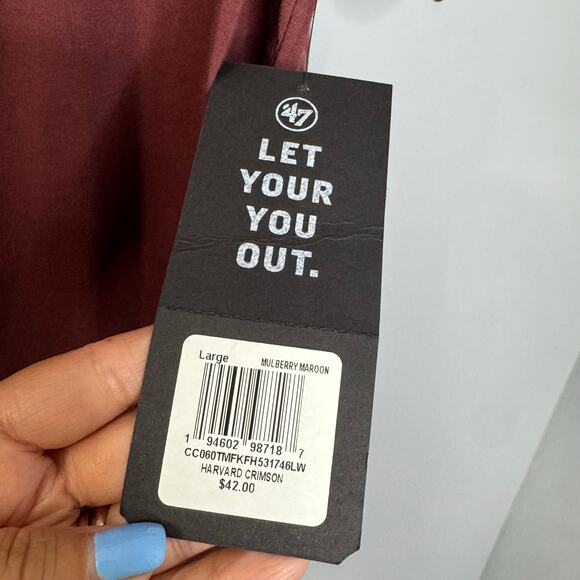 '47
LET
YOUR
YOU
OUT.
Large MULBERRY MAROON
1 94602 98718 7
CC060TMFKFH531746LW
HARVARD CRIMSON
$42.00